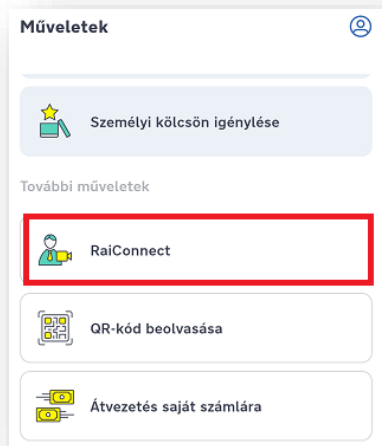 Műveletek
Személyi kölcsön igénylése
További műveletek
RaiConnect
QR-kód beolvasása
Átvezetés saját számlára